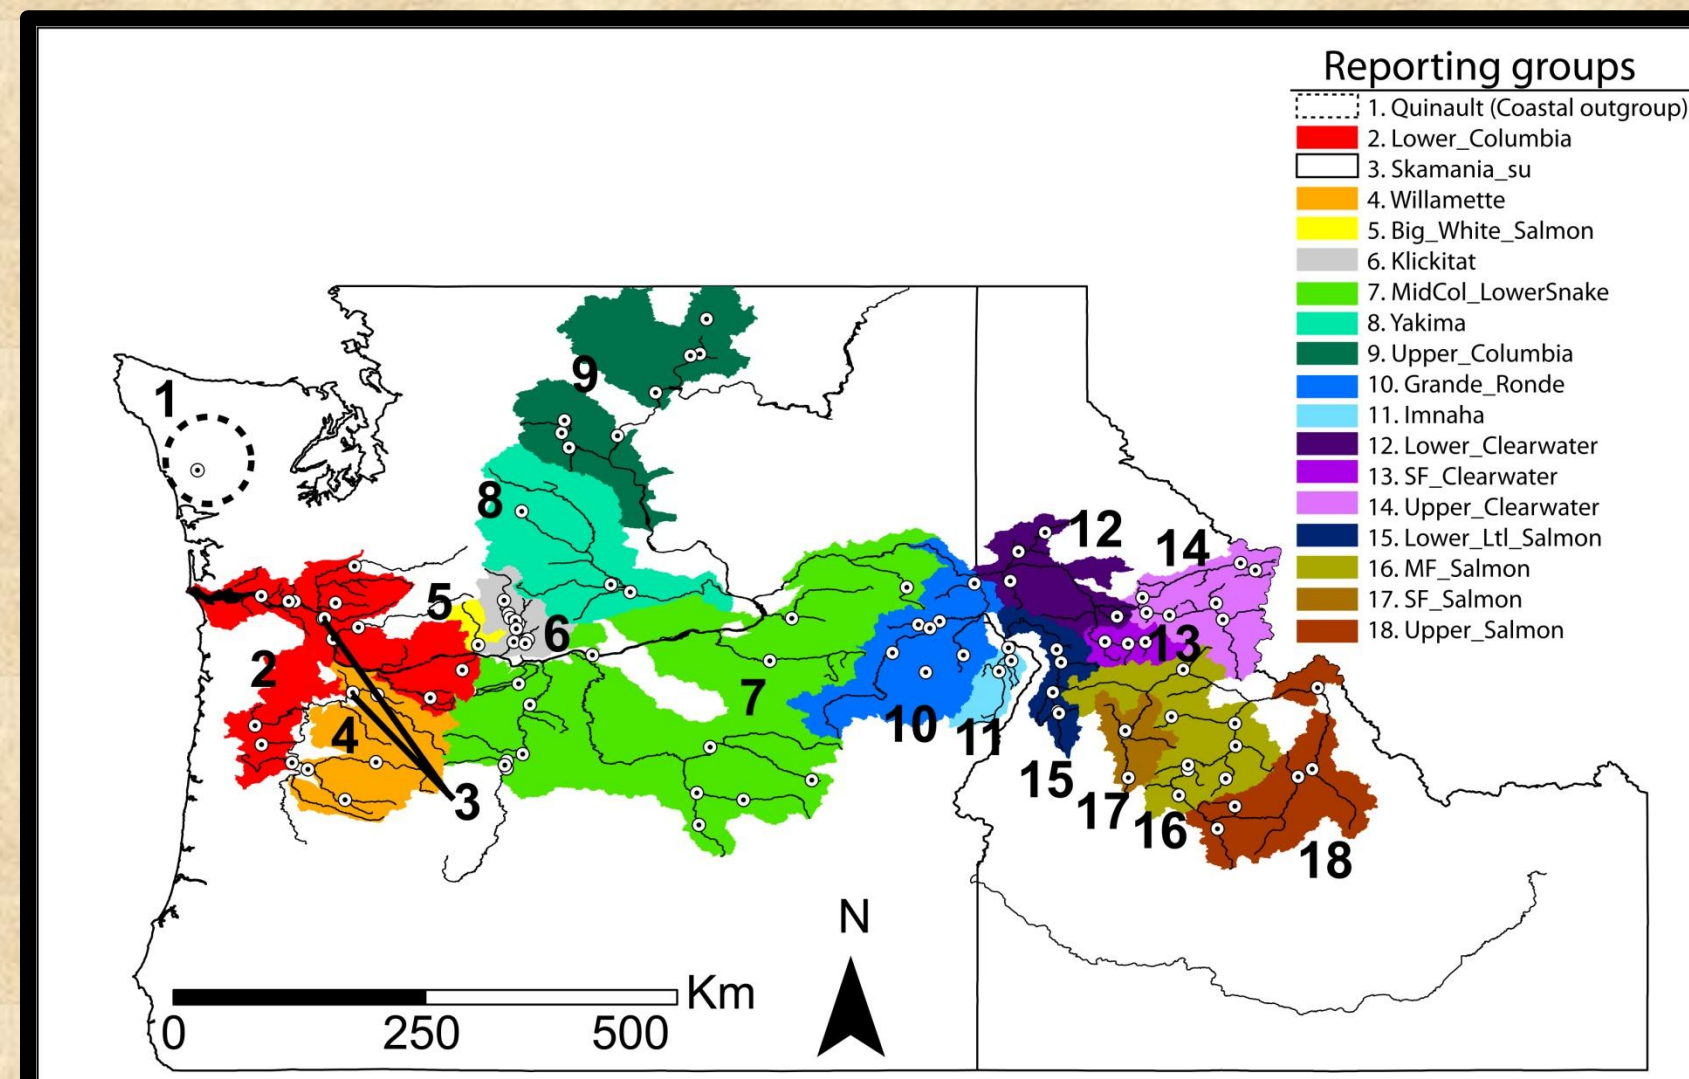 Reporting groups
1. Quinault (Coastal outgroup)
2. Lower_Columbia
3. Skamania_su
4. Willamette
5. Big_White_Salmon
6. Klickitat
7. MidCol_LowerSnake
8. Yakima
9. Upper_Columbia
10. Grande_Ronde
11. Imnaha
12. Lower_Clearwater
13. SF_Clearwater
14. Upper_Clearwater
15. Lower_Ltl_Salmon
16. MF_Salmon
17. SF_Salmon
18. Upper_Salmon
9
1
8
12
14
5
6
13
2
7
4
10
11
15
3
17
16
18
N
Km
0 250 500